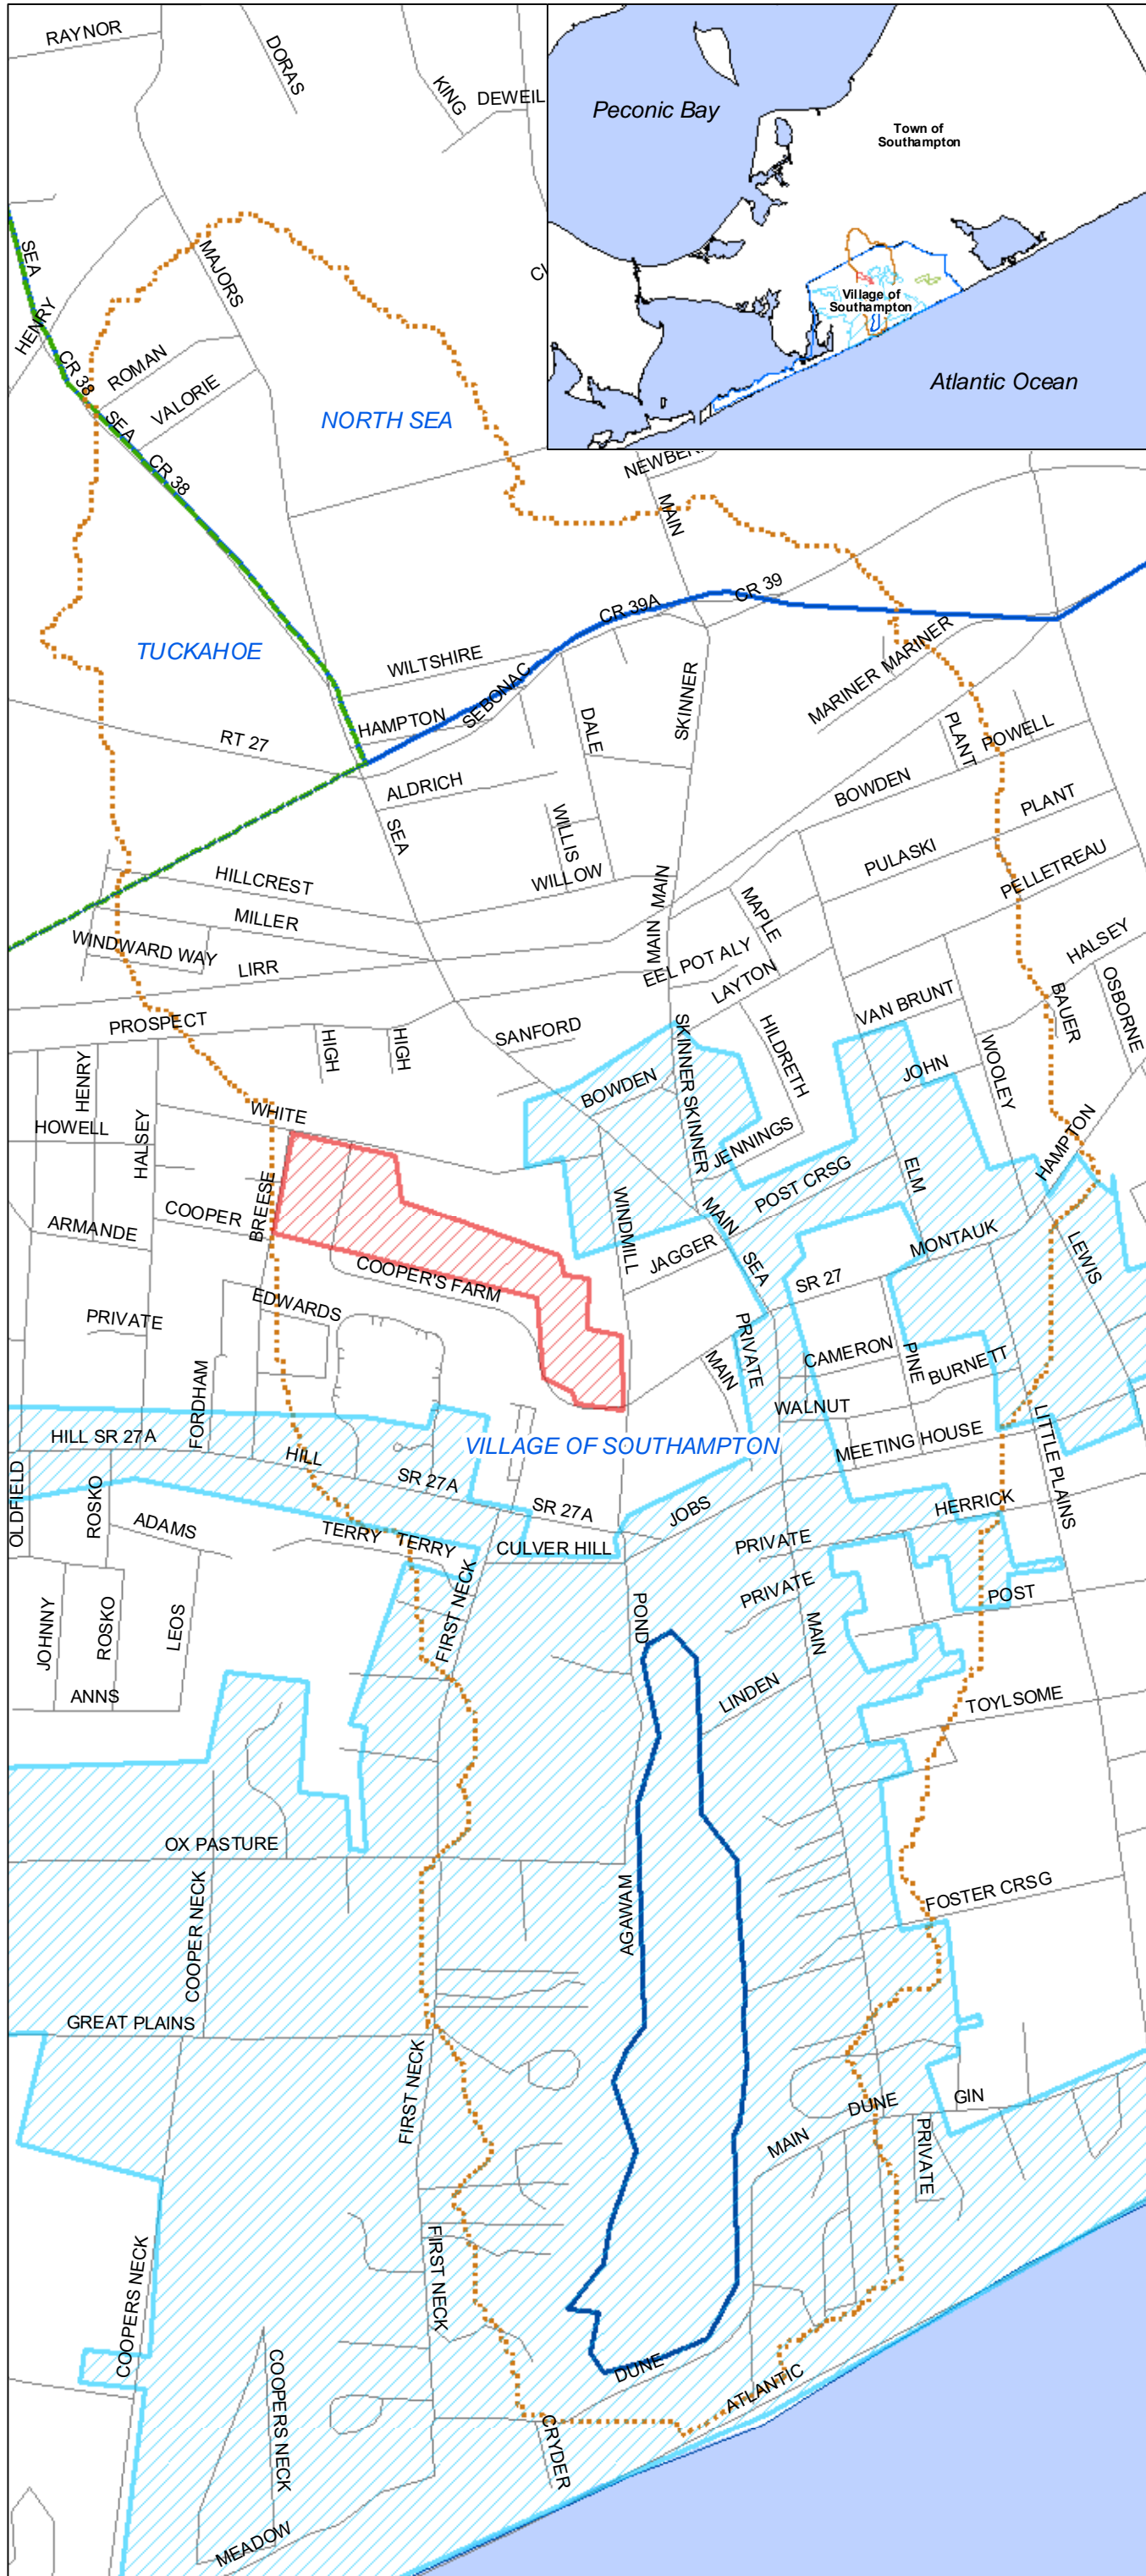 RAYNOR
DORAS
KING
DEWEIL
Peconic Bay
Town of
Southampton
SEA
MAJORS
HENRY
CR 38
ROMAN
VALORIE
SEA
CR 38
NORTH SEA
Village of
Southampton
Atlantic Ocean
MAIN
CR 39A
CR 39
TUCKAHOE
WILTSHIRE
SEBONAC
HAMPTON
RT 27
DALE
SKINNER
MARINER
MARINER
PLANT
POWELL
ALDRICH
SEA
WILLIS
BOWDEN
PLANT
HILLCREST
WILLOW
MAIN
PULASKI
PELLETREAU
MILLER
MAPLE
WINDWARD WAY
LIRR
MAIN
EEL POT ALY
LAYTON
HALSEY
OSBORNE
PROSPECT
VAN BRUNT
BAUER
HIGH
HIGH
SANFORD
SKINNER
HILDRETH
WOOLEY
HENRY
JOHN
BOWDEN
SKINNER
WHITE
HOWELL
HALSEY
JENNINGS
HAMPTON
POST CRSG
ELM
BREESE
COOPER
ARMANDE
WINDMILL
MAIN
JAGGER
SEA
MONTAUK
LEWIS
COOPER'S FARM
SR 27
EDWARDS
PRIVATE
PRIVATE
MAIN
CAMERON
PINE
BURNETT
FORDHAM
WALNUT
HILL SR 27A
HILL
VILLAGE OF SOUTHAMPTON
MEETING HOUSE
LITTLE PLAINS
OLDFIELD
ROSKO
SR 27A
SR 27A
JOBS
HERRICK
ADAMS
TERRY
TERRY
CULVER HILL
PRIVATE
PRIVATE
POST
FIRST NECK
POND
JOHNNY
ROSKO
LEOS
MAIN
ANNS
LINDEN
TOYLSOME
OX PASTURE
COOPER NECK
AGAWAM
FOSTER CRSG
GREAT PLAINS
FIRST NECK
DUNE
GIN
MAIN
PRIVATE
COOPERS NECK
FIRST NECK
DUNE
ATLANTIC
COOPERS NECK
CRYDER
MEADOW